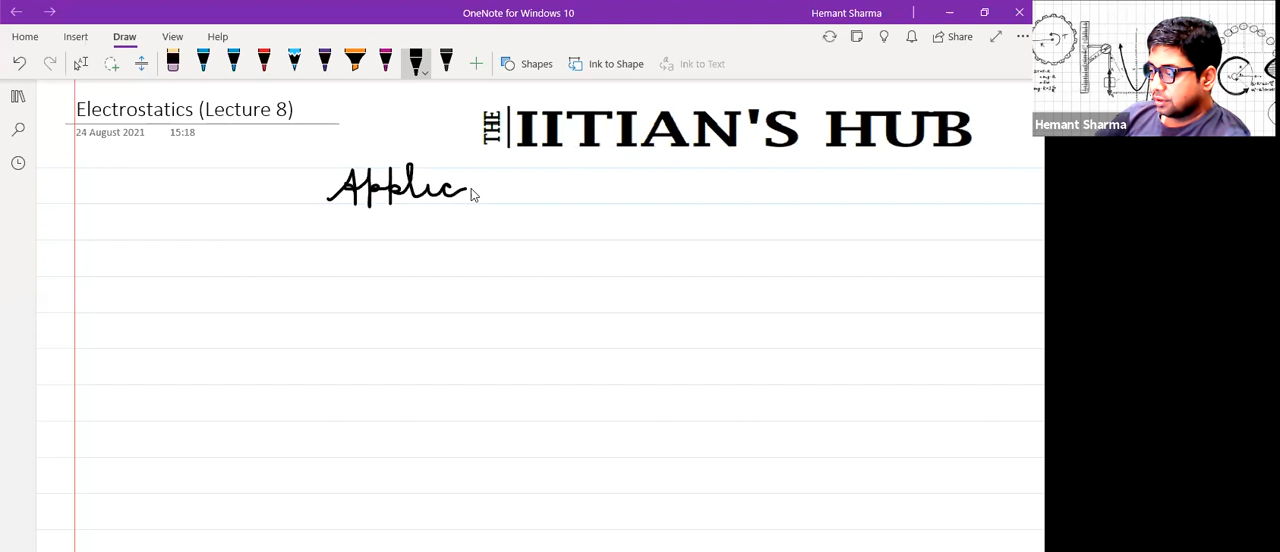 OneNote for Windows 10
Hemant Sharma
Home Insert Draw View Help
Share
Shapes Ink to Shape Ink to Text
Electrostatics (Lecture 8)
24 August 2021 15:18
THE IITIAN'S HUB
Applic
Hemant Sharma